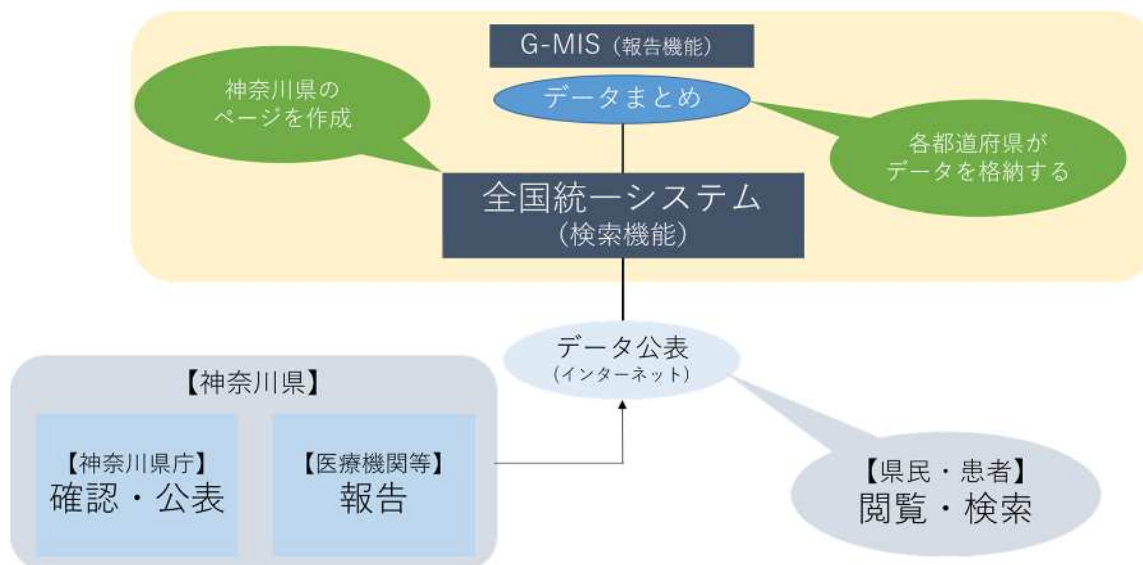 G-MIS（報告機能）
データまとめ
神奈川県の
ページを作成
各都道府県が
データを格納する
全国統一システム
（検索機能）
データ公表
(インターネット)
【神奈川県】
【神奈川県庁】
確認・公表
【医療機関等】
報告
【県民・患者】
閲覧・検索